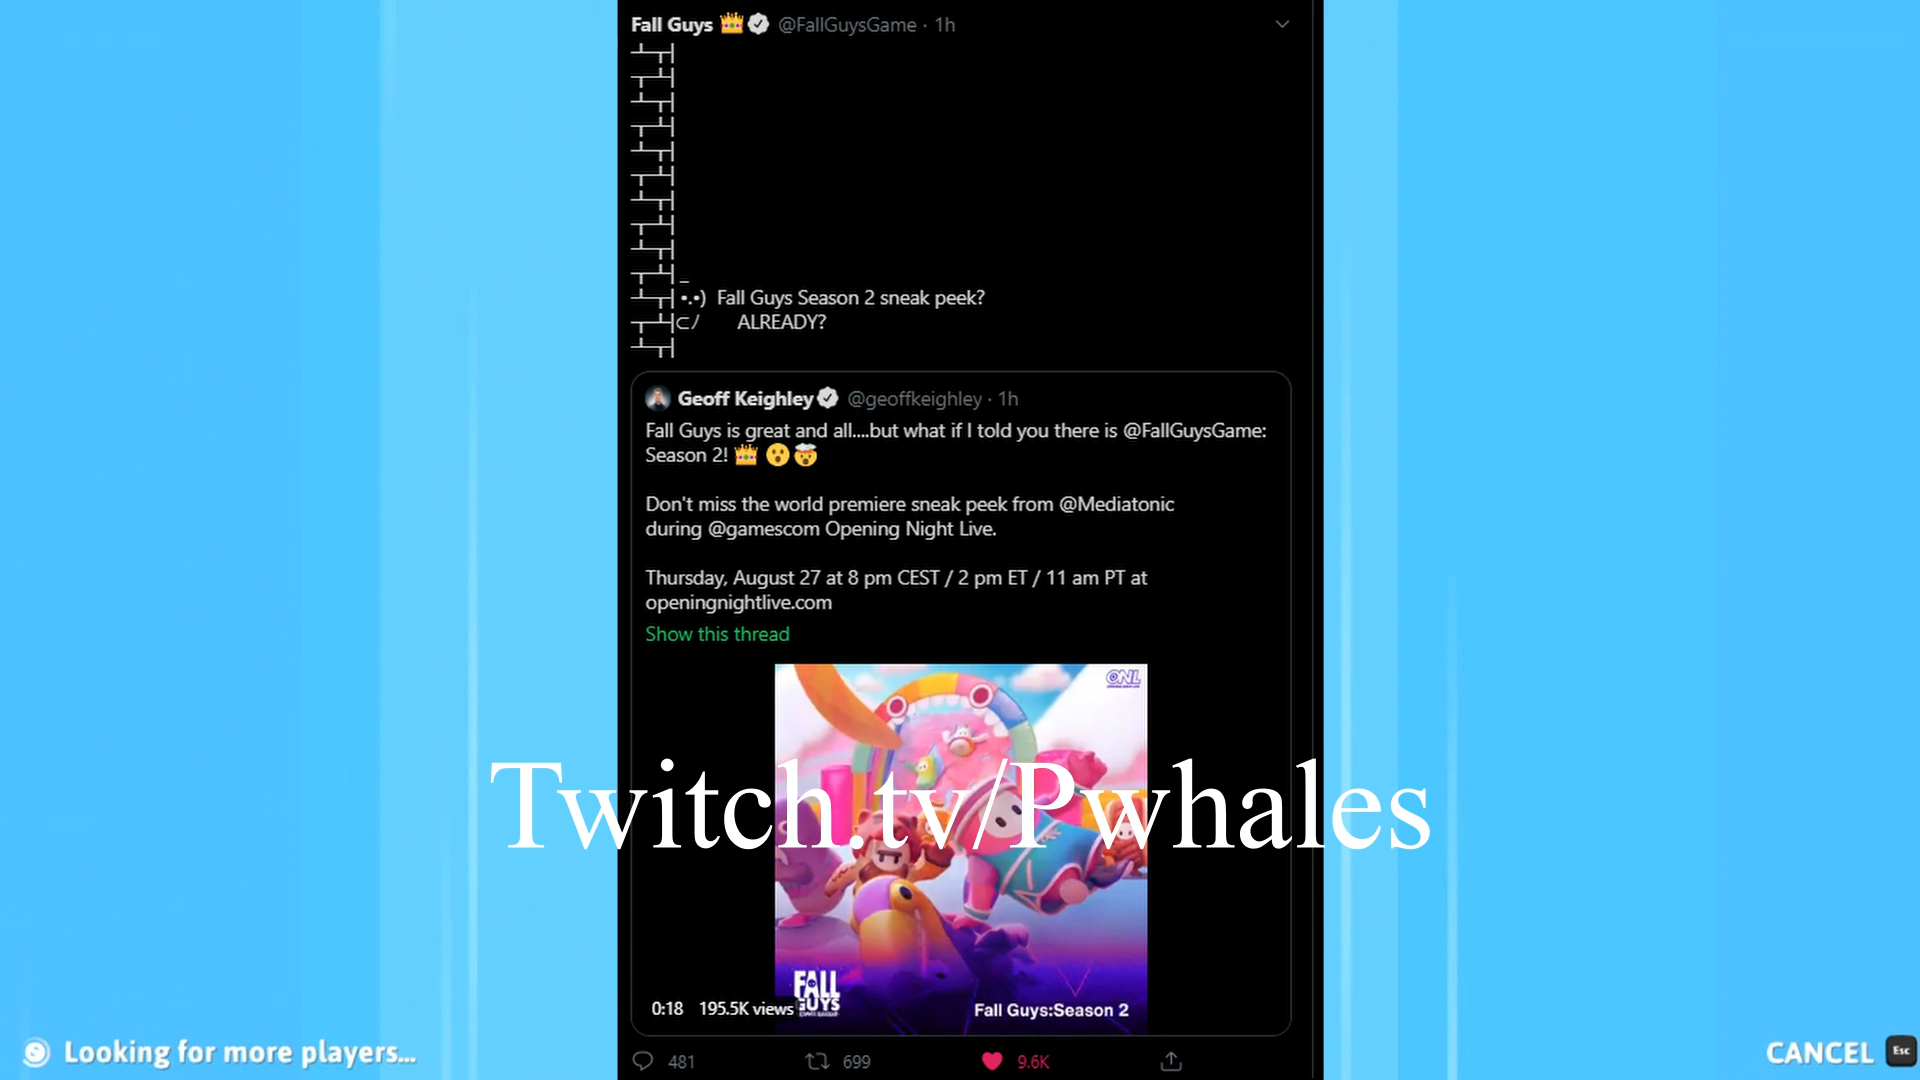 Fall Guys 👑 @FallGuysGame · 1h
┴┬┤
┬┴┤
┴┬┤
┬┴┤
┴┬┤
┬┴┤
┴┬┤
┬┴┤
┴┬┤
┬┴┤_
┴┬┤•.•) Fall Guys Season 2 sneak peek?
┬┴┤⊂ﾉ ALREADY?
┴┬┤
Geoff Keighley @geoffkeighley · 1h
Fall Guys is great and all....but what if I told you there is @FallGuysGame:
Season 2! 👑 😮🤯
Don't miss the world premiere sneak peek from @Mediatonic
during @gamescom Opening Night Live.
Thursday, August 27 at 8 pm CEST / 2 pm ET / 11 am PT at
openingnightlive.com
Show this thread
ONL
Twitch.tv/Pwhales
FALL
GUYS
0:18 195.5K views
Fall Guys:Season 2
481 699 9.6K
Looking for more players...
CANCEL Esc